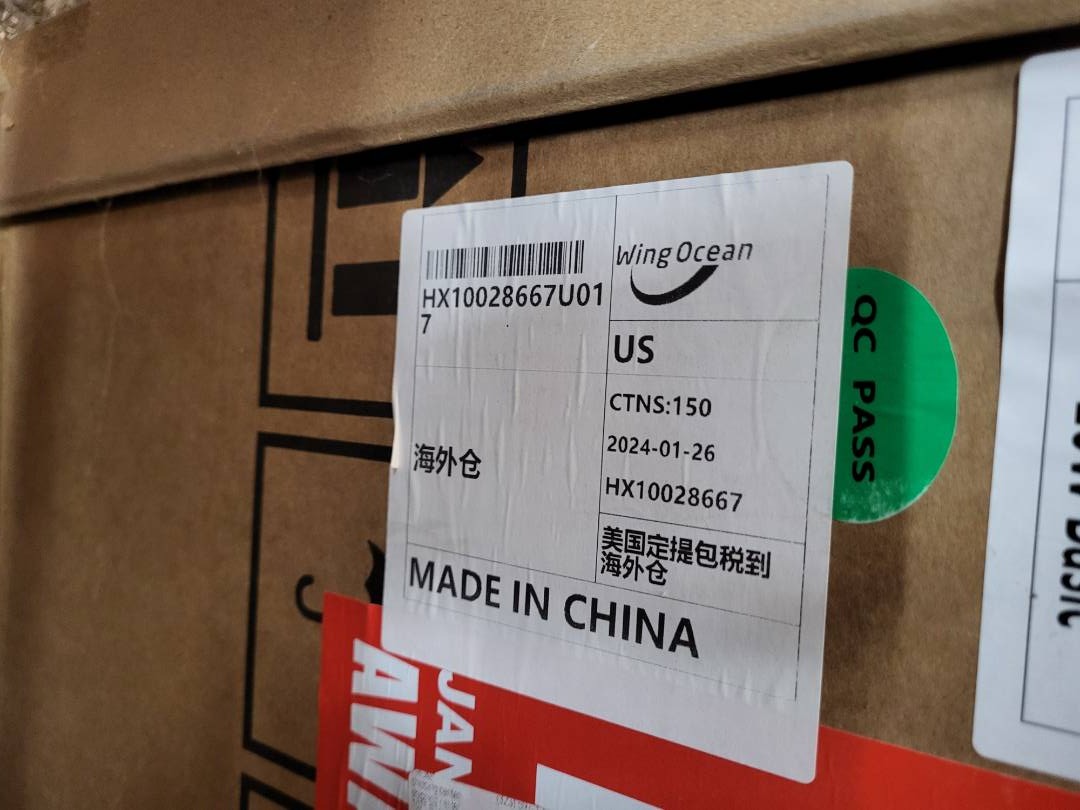 HX10028667U01
7
Wing Ocean
US
CTNS:150
2024-01-26
HX10028667
海外仓
美国定提包税到
海外仓
MADE IN CHINA
QC PASS
JAN